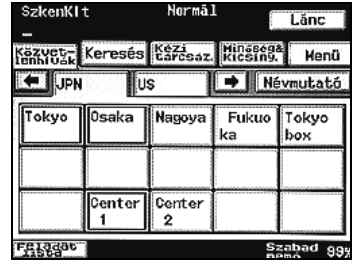 SzkenKIt Normál
Lánc
Közvet-
lenhívók Keresés Kézi
tárcsáz. Minőség&
Kicsiny. Menü
JPN US Névmutató
Tokyo Osaka Nagoya Fukuo
ka Tokyo
box
Center
1 Center
2
Feladat
lista Szabad
memó 99%